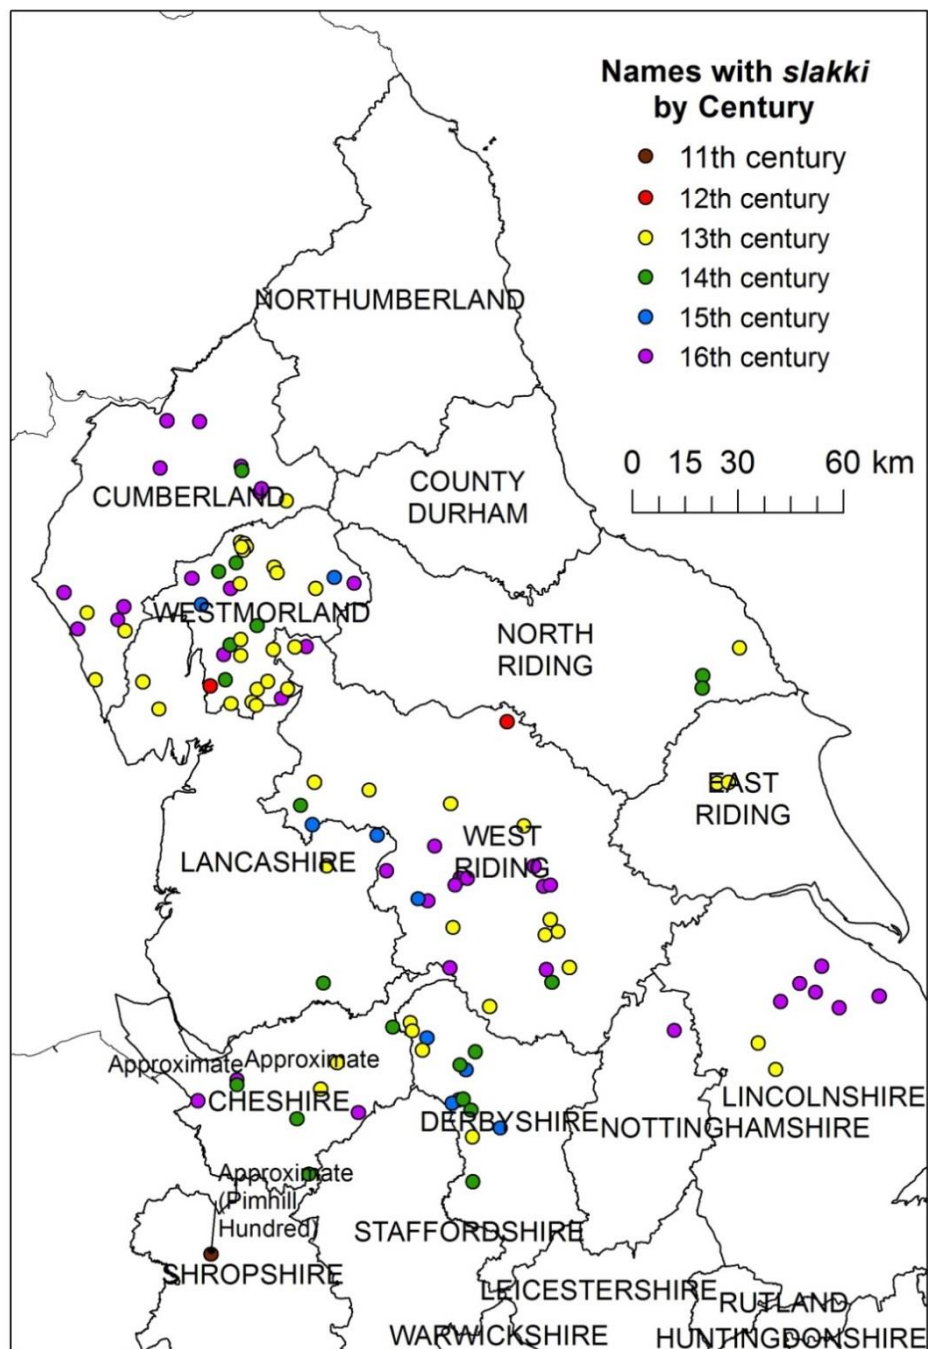 Names with slakki
by Century
11th century
12th century
13th century
14th century
15th century
16th century
NORTHUMBERLAND
0 15 30 60 km
CUMBERLAND
COUNTY
DURHAM
WESTMORLAND
NORTH
RIDING
EAST
RIDING
WEST
RIDING
LANCASHIRE
Approximate
Approximate
CHESHIRE
LINCOLNSHIRE
DERBYSHIRE
NOTTINGHAMSHIRE
Approximate
(Pimhill
Hundred)
STAFFORDSHIRE
SHROPSHIRE
LEICESTERSHIRE
RUTLAND
WARWICKSHIRE
HUNTINGDONSHIRE